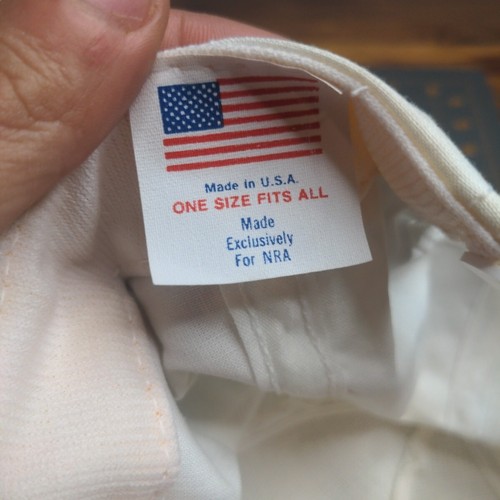 Made in U.S.A.
ONE SIZE FITS ALL
Made
Exclusively
For NRA